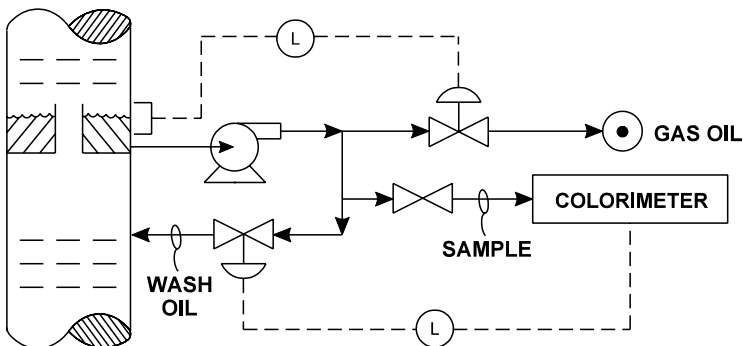 L
GAS OIL
COLORIMETER
SAMPLE
WASH
OIL
L